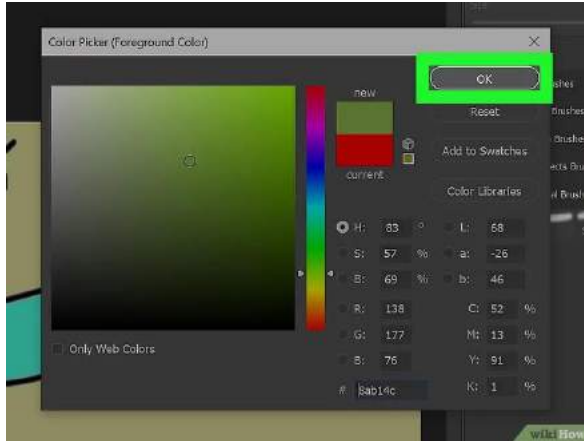 Color Picker (Foreground Color)
OK
new
Reset
Add to Swatches
current
Color Libraries
H: 83 °
L: 68
S: 57 %
a: -26
B: 69 %
b: 46
R: 138
C: 52 %
G: 177
M: 13 %
Only Web Colors
B: 76
Y: 91 %
# 8ab14c
K: 1 %
wikiHow